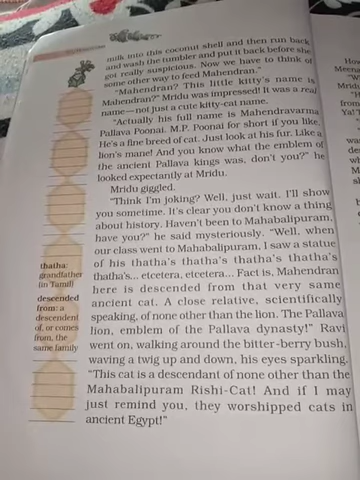 milk into this coconut shell and then run back
and wash the tumbler and put it back before she
got really suspicious. Now we have to think of
some other way to feed Mahendran."
"Mahendran? This little kitty's name is
Mahendran?" Mridu was impressed! It was a real
name—not just a cute kitty-cat name.
"Actually his full name is Mahendravarma
Pallava Poonai. M.P. Poonai for short if you like.
He's a fine breed of cat. Just look at his fur. Like a
lion's mane! And you know what the emblem of
the ancient Pallava kings was, don't you?" he
looked expectantly at Mridu.
Mridu giggled.
"Think I'm joking? Well, just wait. I'll show
you sometime. It's clear you don't know a thing
about history. Haven't been to Mahabalipuram,
have you?" he said mysteriously. "Well, when
our class went to Mahabalipuram, I saw a statue
of his thatha's thatha's thatha's thatha's
thatha's... etcetera, etcetera... Fact is, Mahendran
here is descended from that very same
ancient cat. A close relative, scientifically
speaking, of none other than the lion. The Pallava
lion, emblem of the Pallava dynasty!" Ravi
went on, walking around the bitter-berry bush,
waving a twig up and down, his eyes sparkling.
"This cat is a descendant of none other than the
Mahabalipuram Rishi-Cat! And if I may
just remind you, they worshipped cats in
ancient Egypt!"
thatha:
grandfather
(in Tamil)
descended
from: a
descendent
of, or comes
from, the
same family